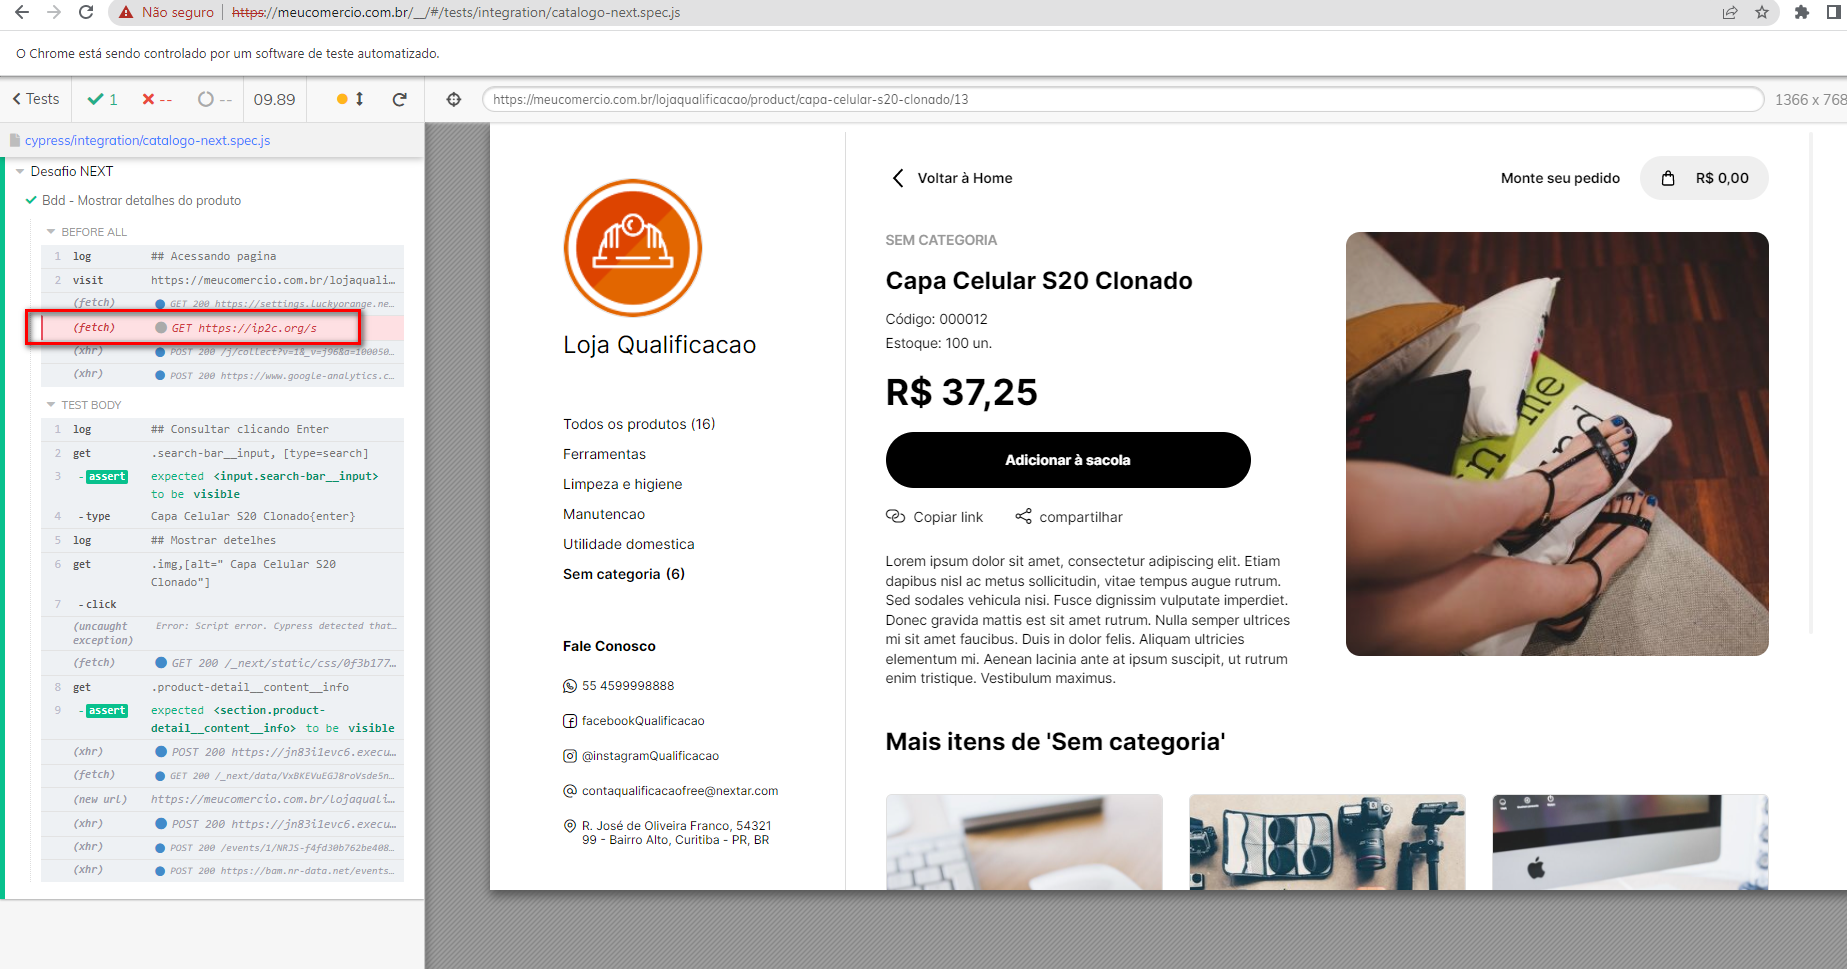 Não seguro
https://meucomercio.com.br/__/#/tests/integration/catalogo-next.spec.js
O Chrome está sendo controlado por um software de teste automatizado.
Tests
1
--
--
09.89
https://meucomercio.com.br/lojaqualificacao/product/capa-celular-s20-clonado/13
1366 x 768
cypress/integration/catalogo-next.spec.js
Desafio NEXT
Bdd - Mostrar detalhes do produto
BEFORE ALL
1 log ## Acessando pagina
2 visit https://meucomercio.com.br/lojaquali...
(fetch) GET 200 https://settings.luckyorange.ne...
(fetch) GET https://ip2c.org/s
(xhr) POST 200 /j/collect?v=1&_v=j96&a=100050...
(xhr) POST 200 https://www.google-analytics.c...
TEST BODY
1 log ## Consultar clicando Enter
2 get .search-bar__input, [type=search]
3 -assert expected <input.search-bar__input>
to be visible
4 -type Capa Celular S20 Clonado{enter}
5 log ## Mostrar detelhes
6 get .img,[alt=" Capa Celular S20
Clonado"]
7 -click
(uncaught
exception) Error: Script error. Cypress detected that...
(fetch) GET 200 /_next/static/css/0f3b177...
8 get .product-detail__content__info
9 -assert expected <section.product-
detail__content__info> to be visible
(xhr) POST 200 https://jn83i1evc6.execu...
(fetch) GET 200 /_next/data/VxBKEVuEGJ8roVsde5n...
(new url) https://meucomercio.com.br/lojaquali...
(xhr) POST 200 https://jn83i1evc6.execu...
(xhr) POST 200 /events/1/NRJS-f4fd30b762be408...
(xhr) POST 200 https://bam.nr-data.net/events...
Loja Qualificacao
Todos os produtos (16)
Ferramentas
Limpeza e higiene
Manutencao
Utilidade domestica
Sem categoria (6)
Fale Conosco
55 4599998888
facebookQualificacao
@instagramQualificacao
contaqualificacaofree@nextar.com
R. José de Oliveira Franco, 54321
99 - Bairro Alto, Curitiba - PR, BR
Voltar à Home
Monte seu pedido
R$ 0,00
SEM CATEGORIA
Capa Celular S20 Clonado
Código: 000012
Estoque: 100 un.
R$ 37,25
Adicionar à sacola
Copiar link
compartilhar
Lorem ipsum dolor sit amet, consectetur adipiscing elit. Etiam
dapibus nisl ac metus sollicitudin, vitae tempus augue rutrum.
Sed sodales vehicula nisi. Fusce dignissim vulputate imperdiet.
Donec gravida mattis est sit amet rutrum. Nulla semper ultrices
mi sit amet faucibus. Duis in dolor felis. Aliquam ultricies
elementum mi. Aenean lacinia ante at ipsum suscipit, ut rutrum
enim tristique. Vestibulum maximus.
Mais itens de 'Sem categoria'